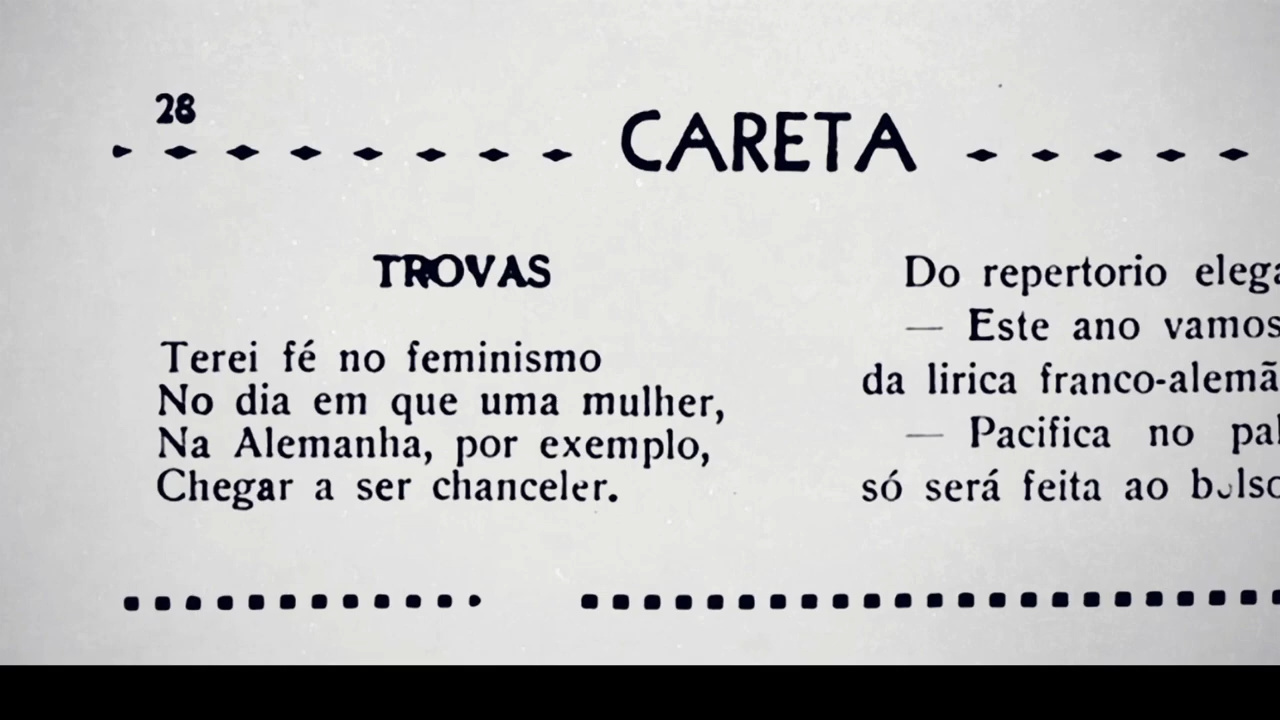 28
CARETA
TROVAS
Terei fé no feminismo
No dia em que uma mulher,
Na Alemanha, por exemplo,
Chegar a ser chanceler.
Do repertorio
— Este ano vamos
da lirica
— Pacifica no
só será feita ao